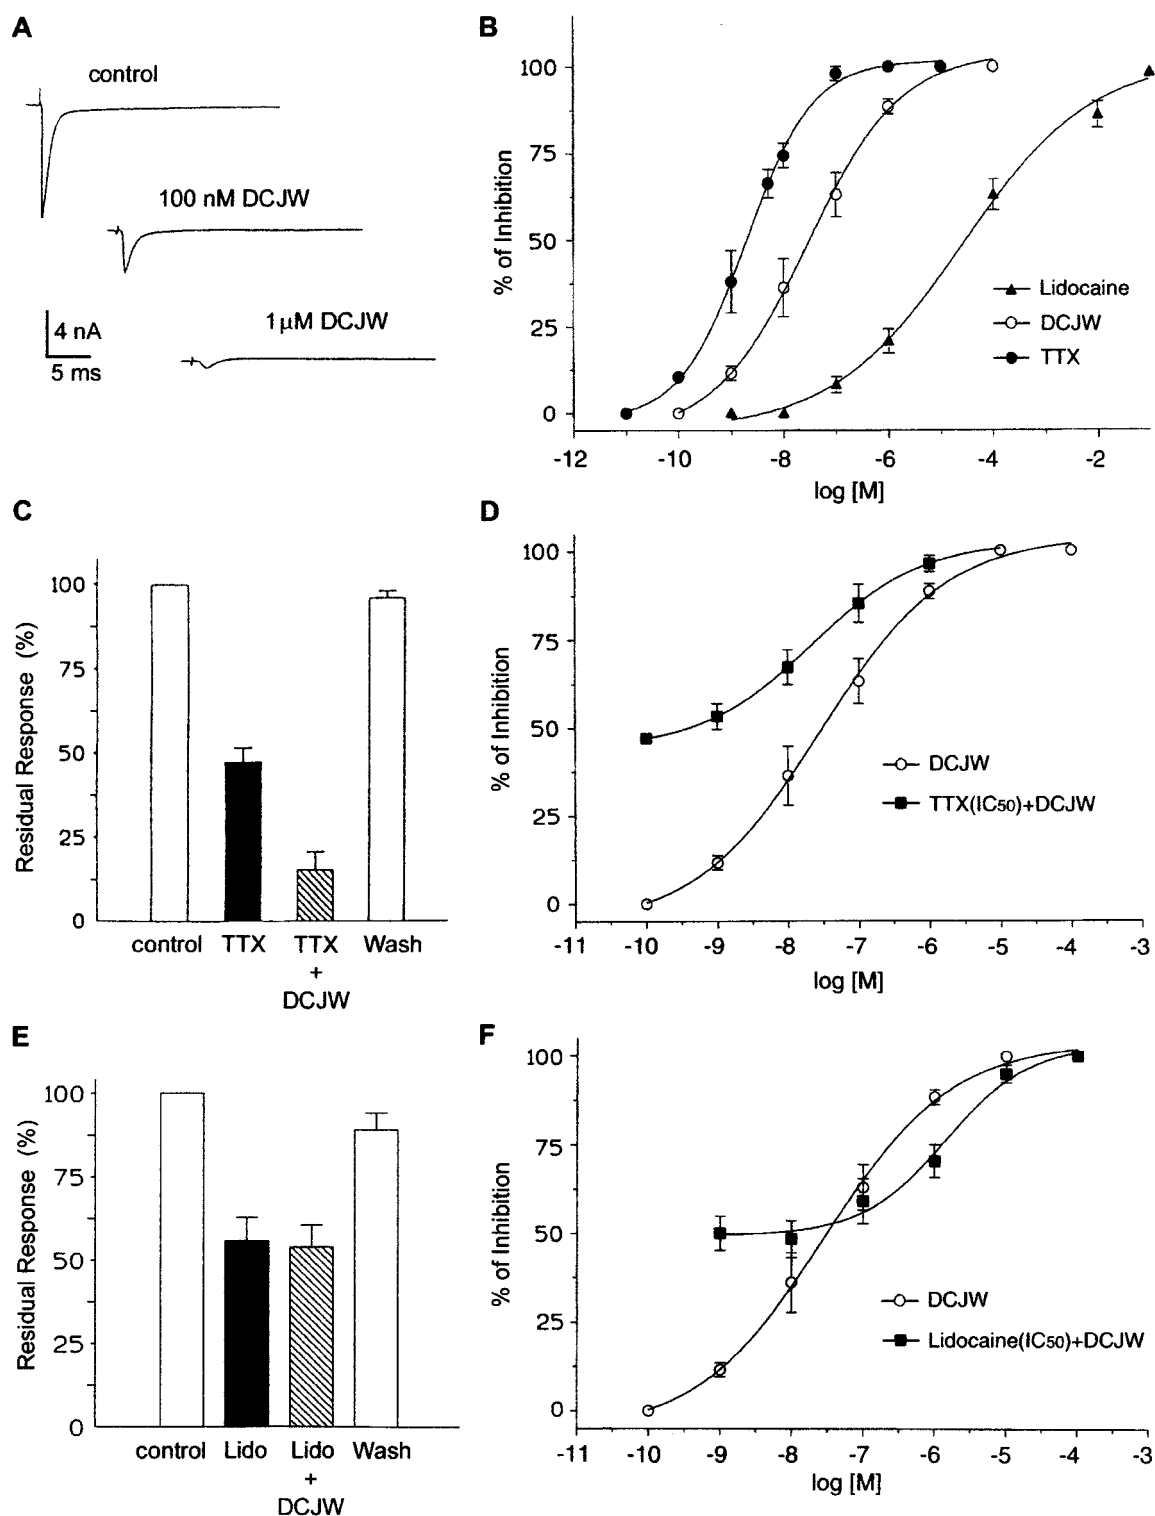 A
control
100 nM DCJW
1 µM DCJW
4 nA
5 ms
B
% of Inhibition
100
75
50
25
0
Lidocaine
DCJW
TTX
-12 -10 -8 -6 -4 -2
log [M]
C
Residual Response (%)
100
75
50
25
0
control TTX TTX Wash
+
DCJW
D
% of Inhibition
100
75
50
25
0
DCJW
TTX(IC50)+DCJW
-11 -10 -9 -8 -7 -6 -5 -4 -3
log [M]
E
Residual Response (%)
100
75
50
25
0
control Lido Lido Wash
+
DCJW
F
% of Inhibition
100
75
50
25
0
DCJW
Lidocaine(IC50)+DCJW
-11 -10 -9 -8 -7 -6 -5 -4 -3
log [M]